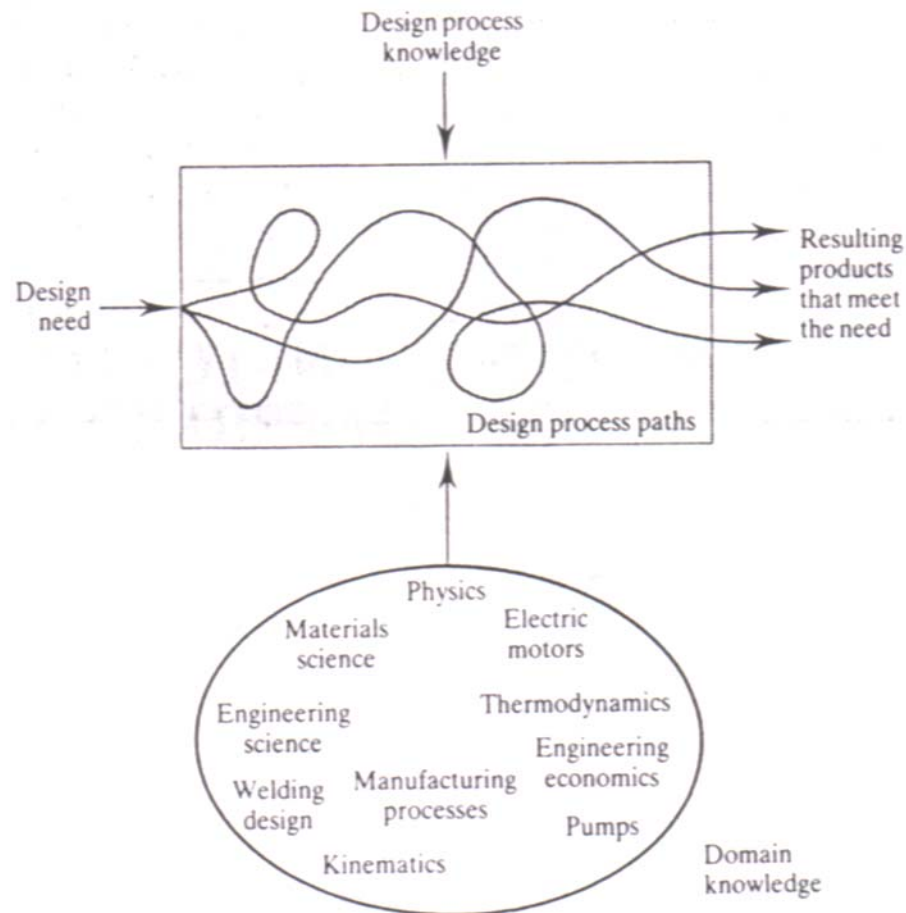 Design process
knowledge
Design
need
Resulting
products
that meet
the need
Design process paths
Physics
Materials
science
Electric
motors
Engineering
science
Thermodynamics
Welding
design
Manufacturing
processes
Engineering
economics
Pumps
Kinematics
Domain
knowledge